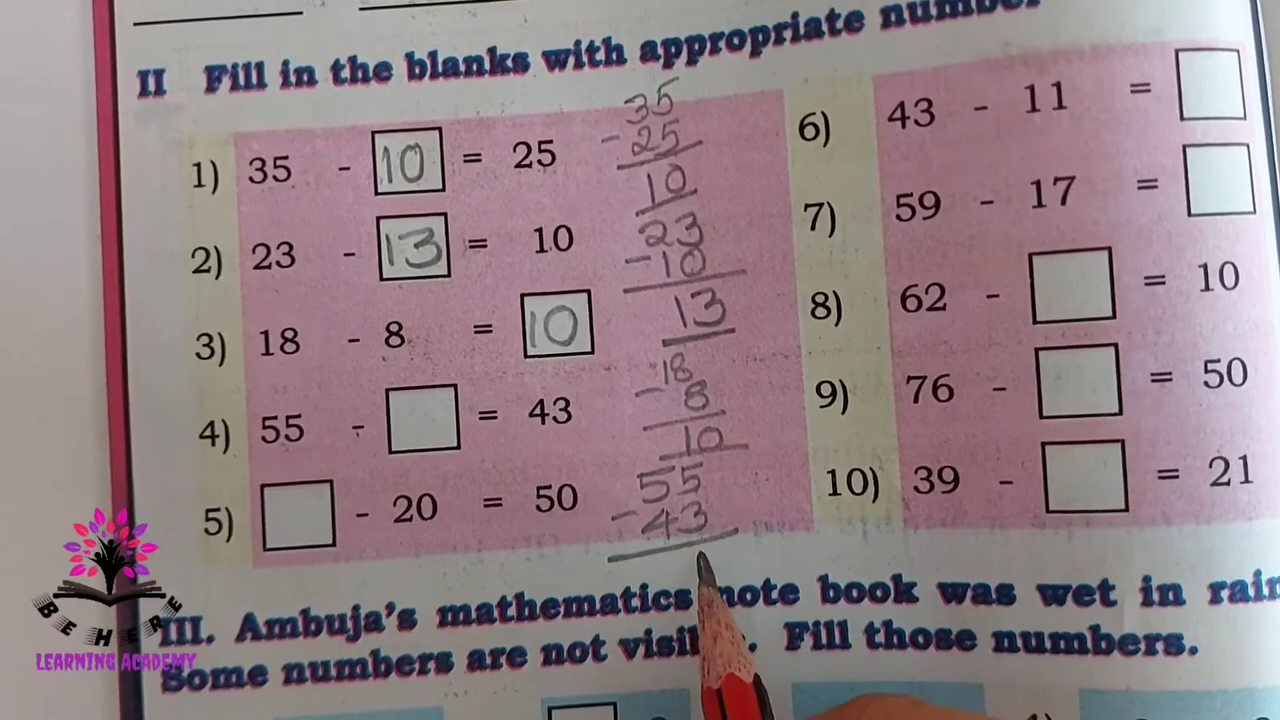 II Fill in the blanks with appropriate number
1) 35 - 10 = 25
2) 23 - 13 = 10
3) 18 - 8 = 10
4) 55 - = 43
5) - 20 = 50
35
- 25
10
23
- 10
13
18
- 8
10
55
- 43
6) 43 - 11 =
7) 59 - 17 =
8) 62 - = 10
9) 76 - = 50
10) 39 - = 21
III. Ambuja's mathematics note book was wet in rain
Some numbers are not Fill those numbers.
BEHERE
LEARNING ACADEMY